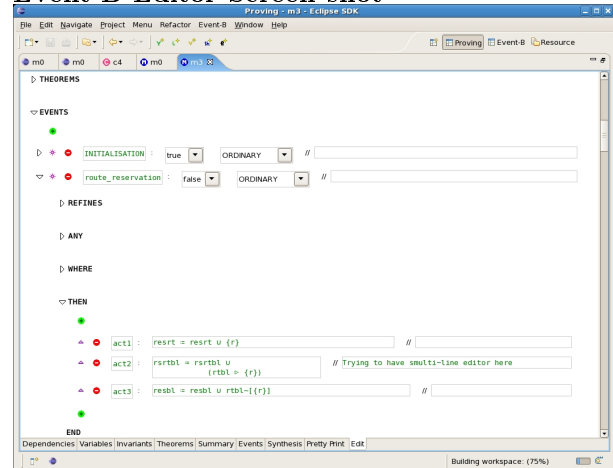 Event B Editor Screen shot
Proving - m3 - Eclipse SDK
File Edit Navigate Project Menu Refactor Event-B Window Help
Proving Event-B Resource
m0 m0 c4 m0 m3
THEOREMS
EVENTS
INITIALISATION : true ORDINARY //
route_reservation : false ORDINARY //
REFINES
ANY
WHERE
THEN
act1 : resrt ≔ resrt ∪ {r} //
act2 : rsrtbl ≔ rsrtbl ∪ // Trying to have smulti-line editor here
(rtbl ▷ {r})
act3 : resbl ≔ resbl ∪ rtbl∼[{r}] //
END
Dependencies Variables Invariants Theorems Summary Events Synthesis Pretty Print Edit
Building workspace: (75%)